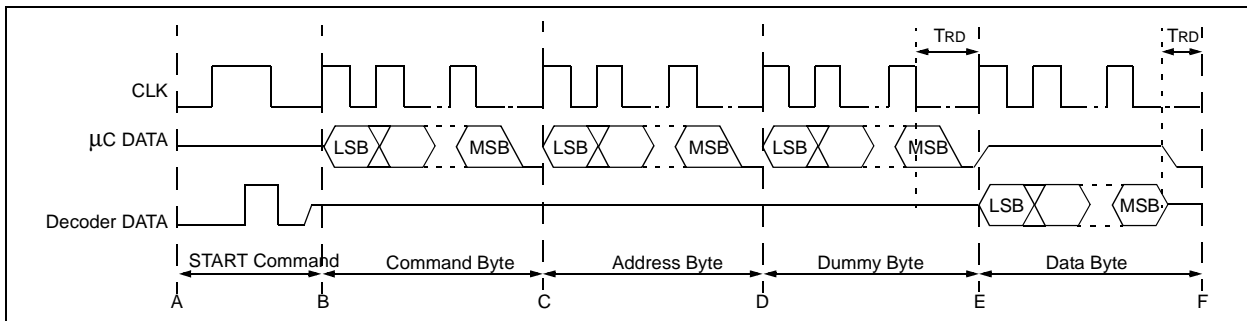 TRD TRD
CLK
μC DATA
LSB MSB LSB MSB LSB MSB
Decoder DATA
LSB MSB
START Command Command Byte Address Byte Dummy Byte Data Byte
A B C D E F